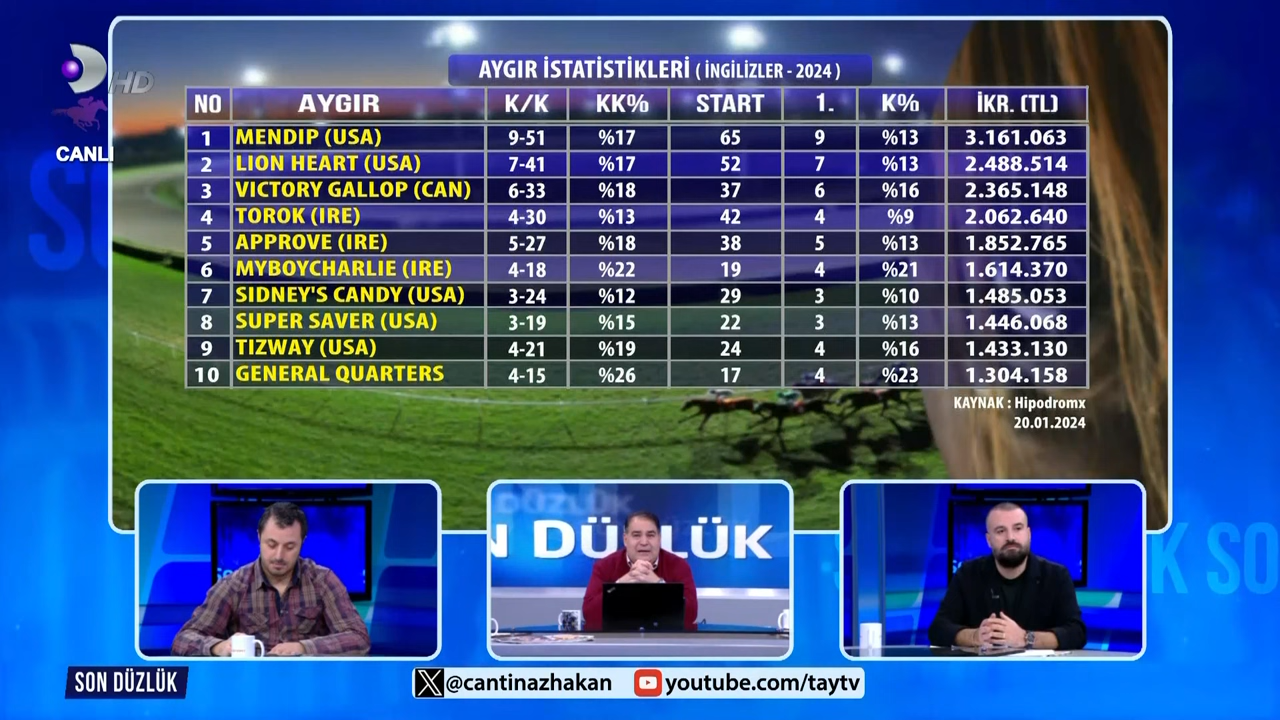 HD
CANLI
AYGIR İSTATİSTİKLERİ ( İNGİLİZLER - 2024 )
NO AYGIR K/K KK% START 1. K% İKR. (TL)
1 MENDIP (USA) 9-51 %17 65 9 %13 3.161.063
2 LION HEART (USA) 7-41 %17 52 7 %13 2.488.514
3 VICTORY GALLOP (CAN) 6-33 %18 37 6 %16 2.365.148
4 TOROK (IRE) 4-30 %13 42 4 %9 2.062.640
5 APPROVE (IRE) 5-27 %18 38 5 %13 1.852.765
6 MYBOYCHARLIE (IRE) 4-18 %22 19 4 %21 1.614.370
7 SIDNEY'S CANDY (USA) 3-24 %12 29 3 %10 1.485.053
8 SUPER SAVER (USA) 3-19 %15 22 3 %13 1.446.068
9 TIZWAY (USA) 4-21 %19 24 4 %16 1.433.130
10 GENERAL QUARTERS 4-15 %26 17 4 %23 1.304.158
KAYNAK : Hipodromx
20.01.2024
DÜZLÜK
N DÜZLÜK
K SO
SON DÜZLÜK
@cantinazhakan
youtube.com/taytv